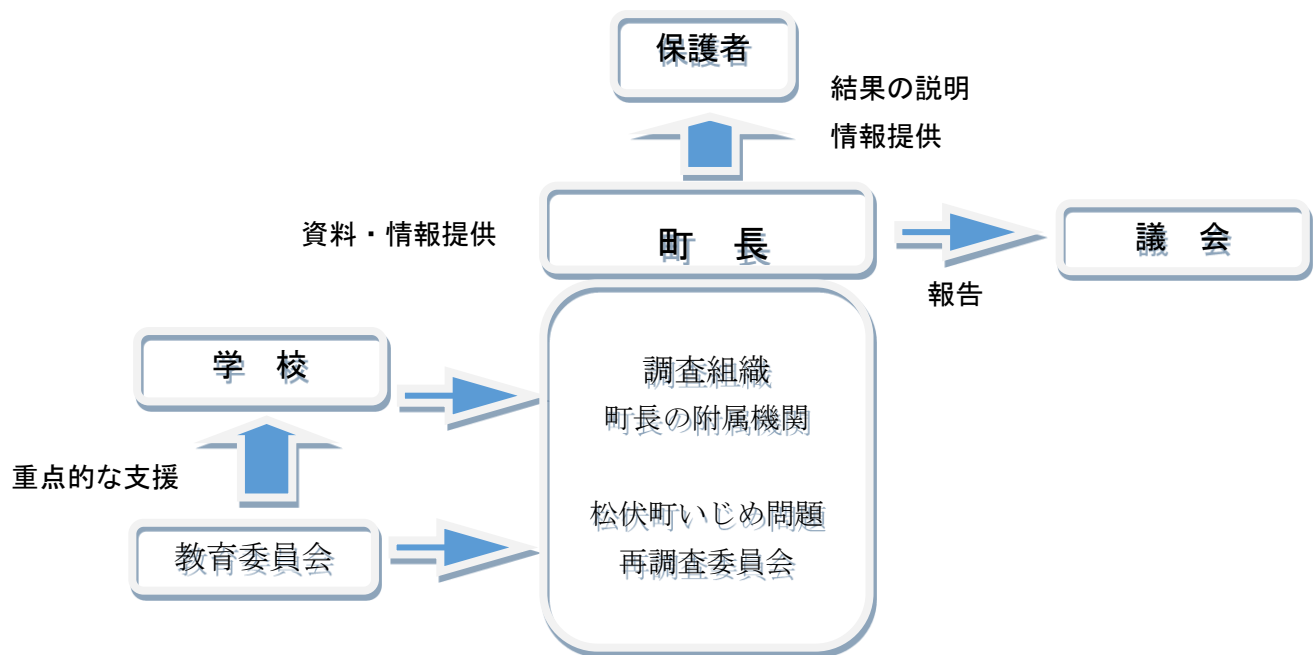 保護者
結果の説明
情報提供
資料・情報提供
町　長
議　会
報告
学　校
調査組織
町長の附属機関
重点的な支援
松伏町いじめ問題
再調査委員会
教育委員会